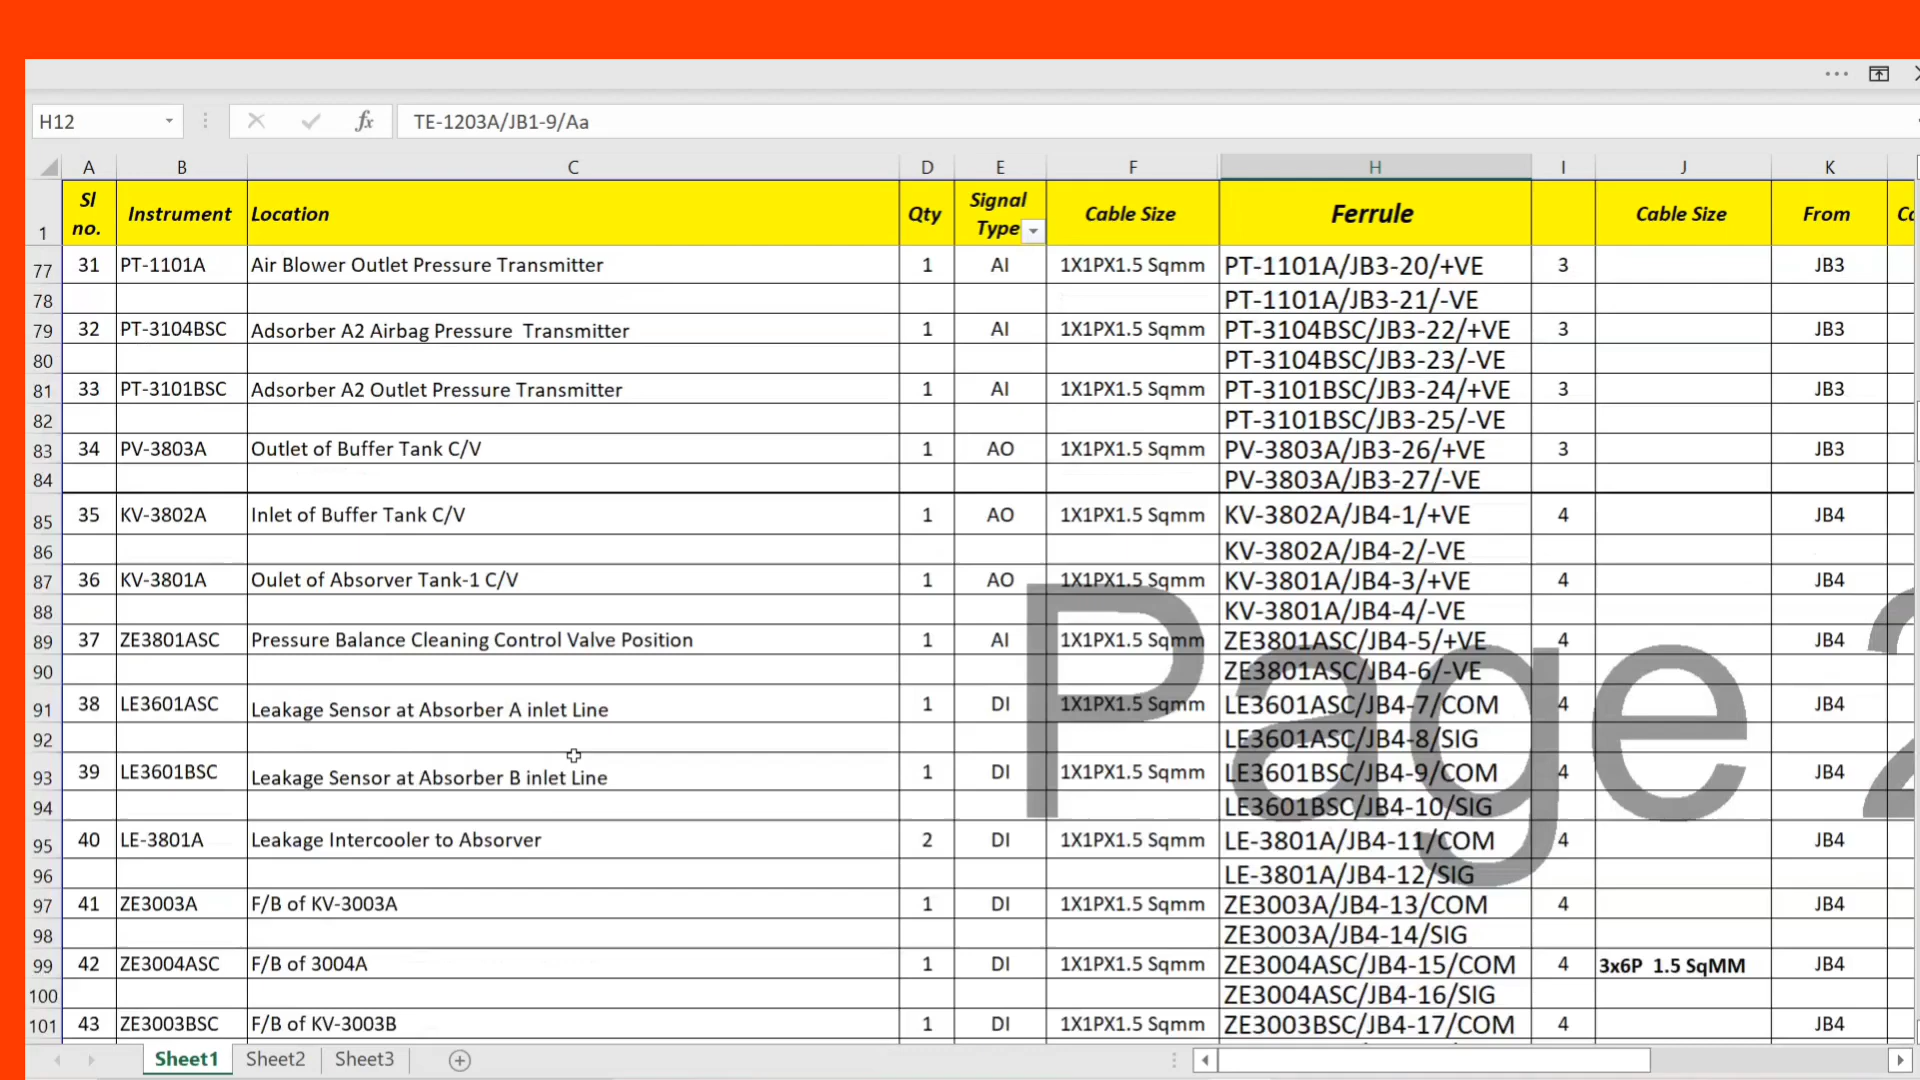 H12 fx TE-1203A/JB1-9/Aa
A B C D E F H I J K
1 Sl no. Instrument Location Qty Signal Type Cable Size Ferrule Cable Size From
77 31 PT-1101A Air Blower Outlet Pressure Transmitter 1 AI 1X1PX1.5 Sqmm PT-1101A/JB3-20/+VE 3 JB3
78 PT-1101A/JB3-21/-VE
79 32 PT-3104BSC Adsorber A2 Airbag Pressure  Transmitter 1 AI 1X1PX1.5 Sqmm PT-3104BSC/JB3-22/+VE 3 JB3
80 PT-3104BSC/JB3-23/-VE
81 33 PT-3101BSC Adsorber A2 Outlet Pressure Transmitter 1 AI 1X1PX1.5 Sqmm PT-3101BSC/JB3-24/+VE 3 JB3
82 PT-3101BSC/JB3-25/-VE
83 34 PV-3803A Outlet of Buffer Tank C/V 1 AO 1X1PX1.5 Sqmm PV-3803A/JB3-26/+VE 3 JB3
84 PV-3803A/JB3-27/-VE
85 35 KV-3802A Inlet of Buffer Tank C/V 1 AO 1X1PX1.5 Sqmm KV-3802A/JB4-1/+VE 4 JB4
86 KV-3802A/JB4-2/-VE
87 36 KV-3801A Oulet of Absorver Tank-1 C/V 1 AO 1X1PX1.5 Sqmm KV-3801A/JB4-3/+VE 4 JB4
88 KV-3801A/JB4-4/-VE
89 37 ZE3801ASC Pressure Balance Cleaning Control Valve Position 1 AI 1X1PX1.5 Sqmm ZE3801ASC/JB4-5/+VE 4 JB4
90 ZE3801ASC/JB4-6/-VE
91 38 LE3601ASC Leakage Sensor at Absorber A inlet Line 1 DI 1X1PX1.5 Sqmm LE3601ASC/JB4-7/COM 4 JB4
92 LE3601ASC/JB4-8/SIG
93 39 LE3601BSC Leakage Sensor at Absorber B inlet Line 1 DI 1X1PX1.5 Sqmm LE3601BSC/JB4-9/COM 4 JB4
94 LE3601BSC/JB4-10/SIG
95 40 LE-3801A Leakage Intercooler to Absorver 2 DI 1X1PX1.5 Sqmm LE-3801A/JB4-11/COM 4 JB4
96 LE-3801A/JB4-12/SIG
97 41 ZE3003A F/B of KV-3003A 1 DI 1X1PX1.5 Sqmm ZE3003A/JB4-13/COM 4 JB4
98 ZE3003A/JB4-14/SIG
99 42 ZE3004ASC F/B of 3004A 1 DI 1X1PX1.5 Sqmm ZE3004ASC/JB4-15/COM 4 3x6P  1.5 SqMM JB4
100 ZE3004ASC/JB4-16/SIG
101 43 ZE3003BSC F/B of KV-3003B 1 DI 1X1PX1.5 Sqmm ZE3003BSC/JB4-17/COM 4 JB4
Page
Sheet1 Sheet2 Sheet3